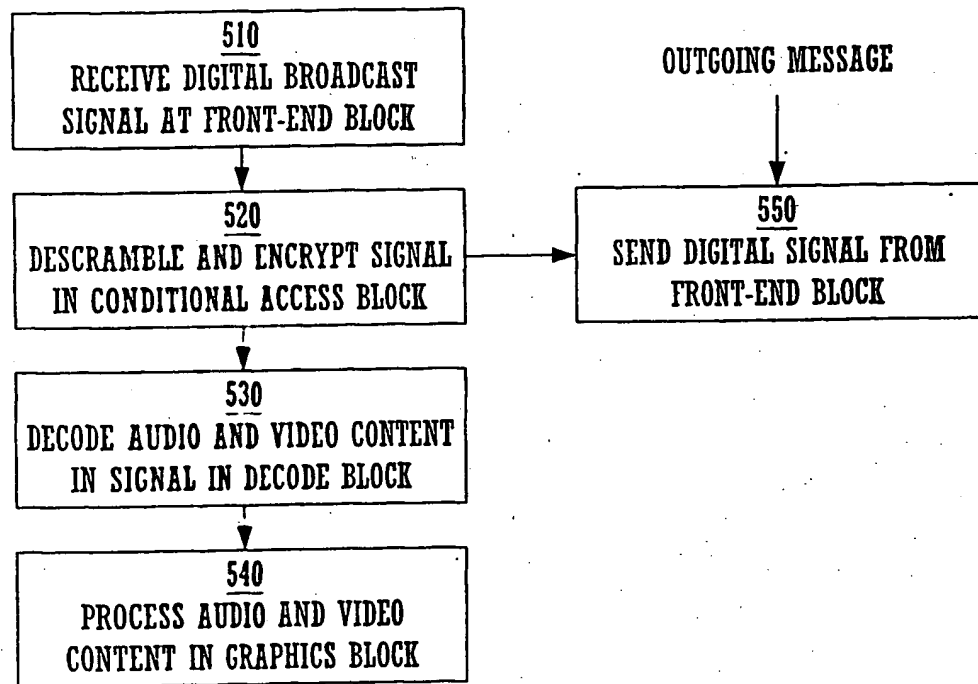 510
RECEIVE DIGITAL BROADCAST
SIGNAL AT FRONT-END BLOCK
OUTGOING MESSAGE
520
DESCRAMBLE AND ENCRYPT SIGNAL
IN CONDITIONAL ACCESS BLOCK
550
SEND DIGITAL SIGNAL FROM
FRONT-END BLOCK
530
DECODE AUDIO AND VIDEO CONTENT
IN SIGNAL IN DECODE BLOCK
540
PROCESS AUDIO AND VIDEO
CONTENT IN GRAPHICS BLOCK